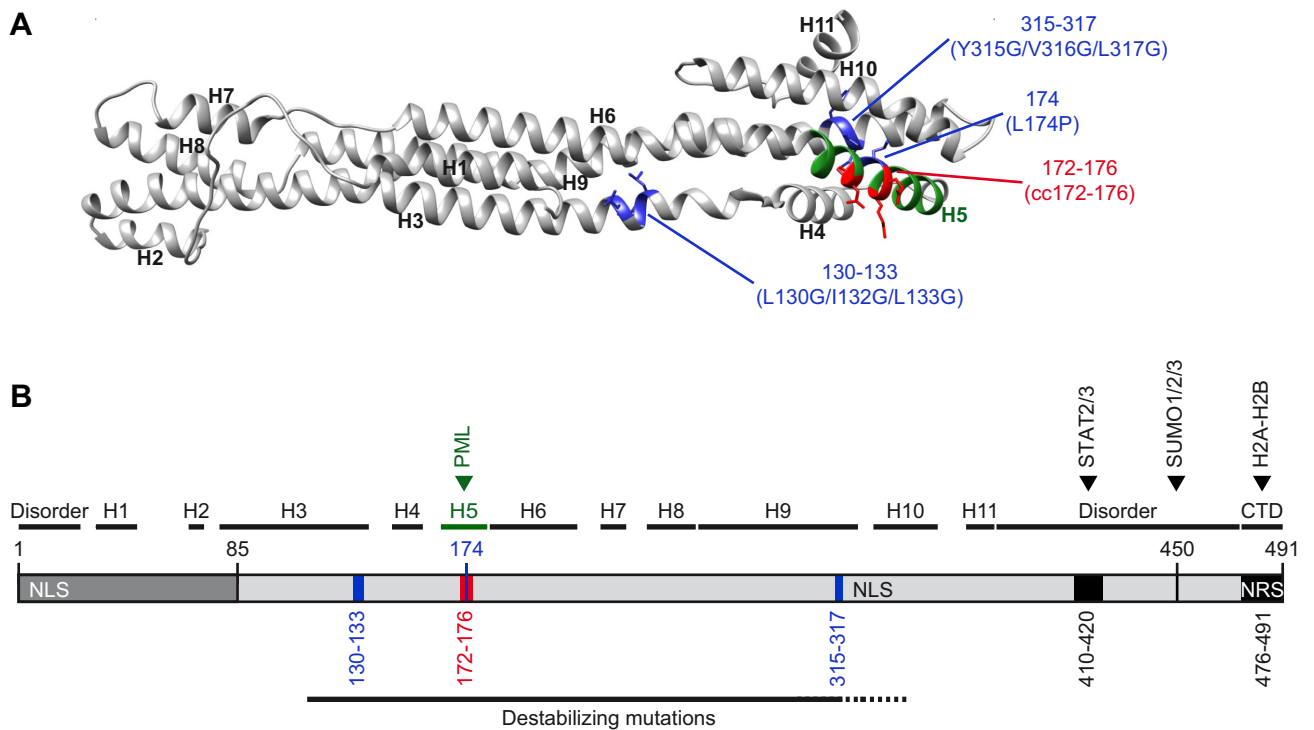 A
H11
315-317
(Y315G/V316G/L317G)
H10
H7
H6
174
(L174P)
H8
H1
172-176
(cc172-176)
H9
H3
H5
H4
H2
130-133
(L130G/I132G/L133G)
B
PML
STAT2/3
SUMO1/2/3
H2A-H2B
Disorder H1 H2 H3 H4 H5 H6 H7 H8 H9 H10 H11 Disorder CTD
1 85 174 450 491
NLS NLS NRS
130-133
172-176
315-317
410-420
476-491
Destabilizing mutations